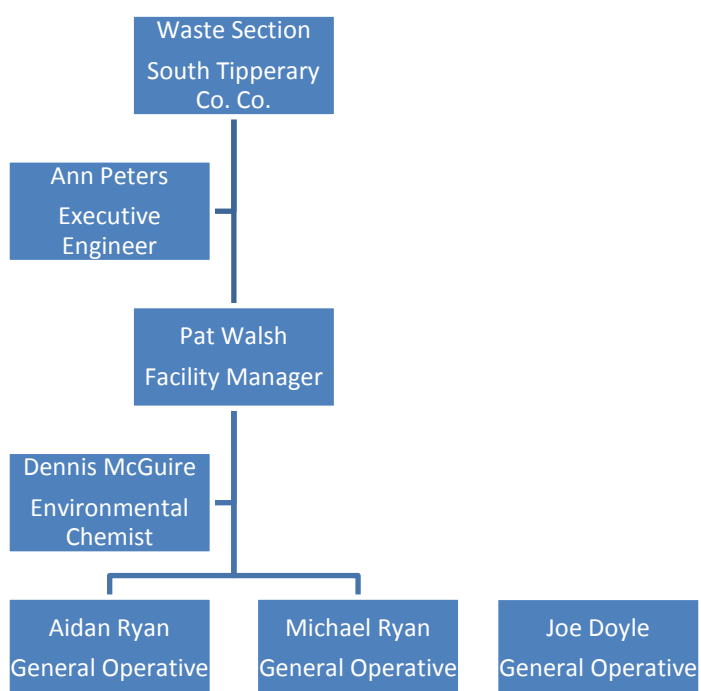 Waste Section
South Tipperary
Co. Co.
Ann Peters
Executive
Engineer
Pat Walsh
Facility Manager
Dennis McGuire
Environmental
Chemist
Aidan Ryan
General Operative
Michael Ryan
General Operative
Joe Doyle
General Operative